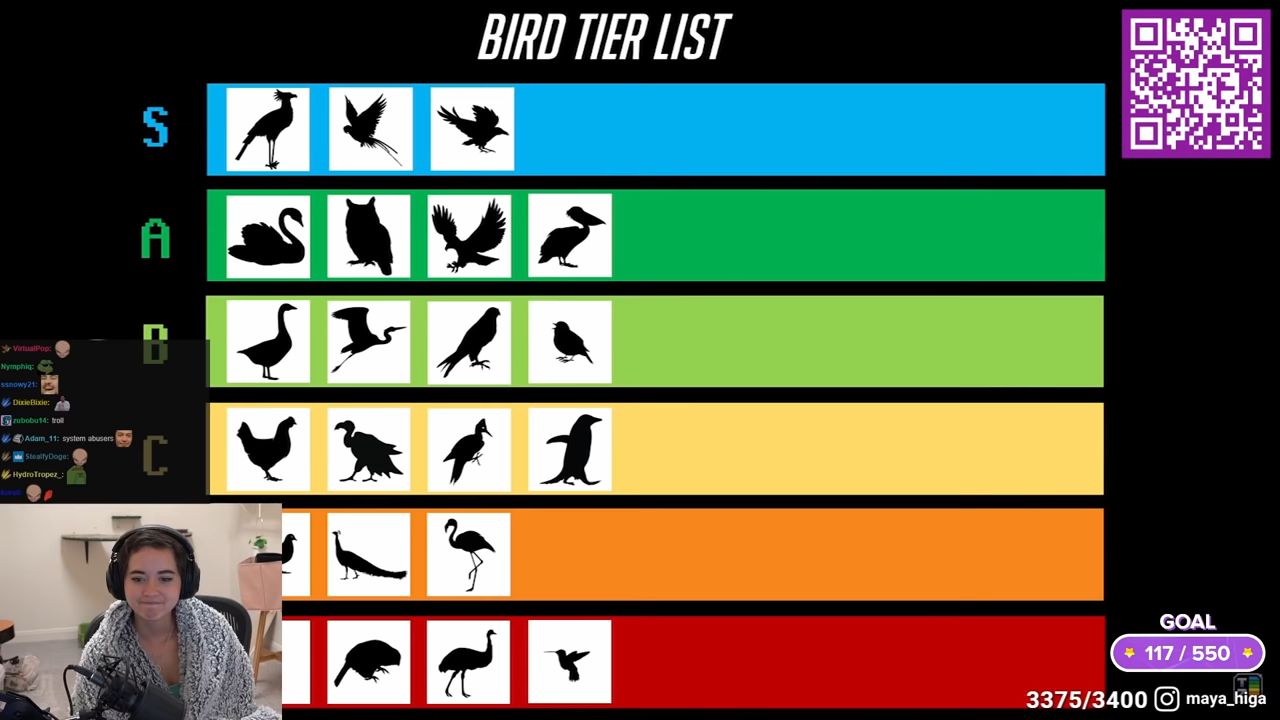 BIRD TIER LIST
S
A
B
C
VirtualPop:
Nymphiq:
ssnowy21:
DixieBixie:
zubobu14: troll
Adam_11: system abusers
StealfyDoge:
HydroTropez_:
GOAL
117 / 550
3375/3400 maya_higa